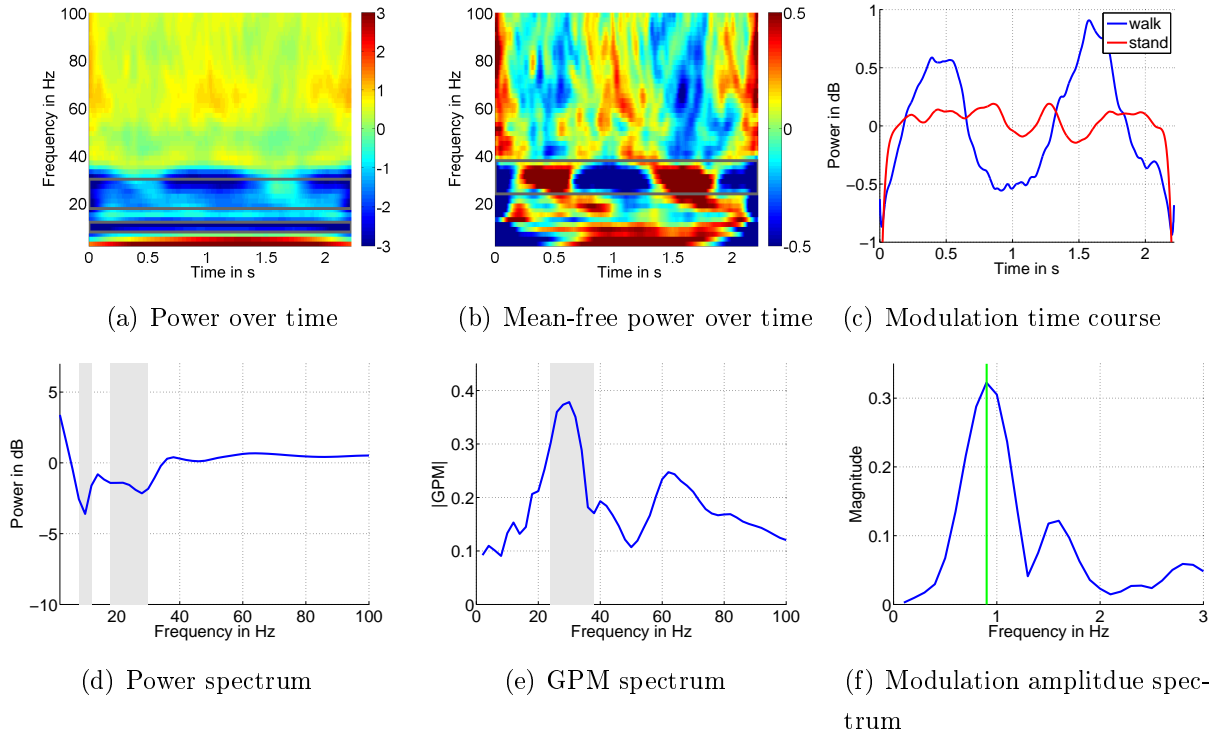 100
80
60
40
20
Frequency in Hz
0 0.5 1 1.5 2
Time in s
3
2
1
0
−1
−2
−3
(a) Power over time
100
80
60
40
20
Frequency in Hz
0 0.5 1 1.5 2
Time in s
0.5
0
−0.5
(b) Mean-free power over time
1
0.5
0
−0.5
−1
Power in dB
0 0.5 1 1.5 2
Time in s
walk
stand
(c) Modulation time course
5
0
−5
−10
Power in dB
20 40 60 80 100
Frequency in Hz
(d) Power spectrum
0.4
0.3
0.2
0.1
0
|GPM|
0 20 40 60 80 100
Frequency in Hz
(e) GPM spectrum
0.3
0.2
0.1
0
Magnitude
0 1 2 3
Frequency in Hz
(f) Modulation amplitdue spec-
trum